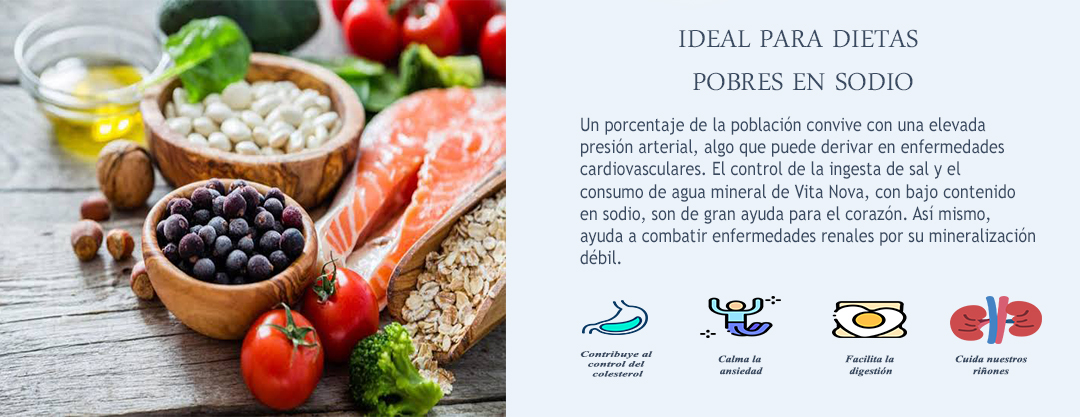 IDEAL PARA DIETAS
POBRES EN SODIO
Un porcentaje de la población convive con una elevada
presión arterial, algo que puede derivar en enfermedades
cardiovasculares. El control de la ingesta de sal y el
consumo de agua mineral de Vita Nova, con bajo contenido
en sodio, son de gran ayuda para el corazón. Así mismo,
ayuda a combatir enfermedades renales por su mineralización
débil.
Contribuye al
control del
colesterol
Calma la
ansiedad
Facilita la
digestión
Cuida nuestros
riñones